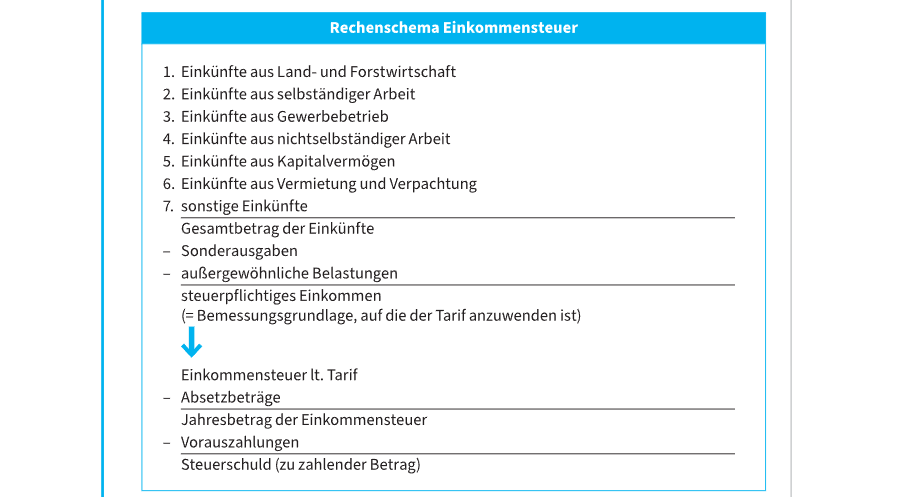 Rechenschema Einkommensteuer
1. Einkünfte aus Land- und Forstwirtschaft
2. Einkünfte aus selbständiger Arbeit
3. Einkünfte aus Gewerbebetrieb
4. Einkünfte aus nichtselbständiger Arbeit
5. Einkünfte aus Kapitalvermögen
6. Einkünfte aus Vermietung und Verpachtung
7. sonstige Einkünfte
Gesamtbetrag der Einkünfte
– Sonderausgaben
– außergewöhnliche Belastungen
steuerpflichtiges Einkommen
(= Bemessungsgrundlage, auf die der Tarif anzuwenden ist)
Einkommensteuer lt. Tarif
– Absetzbeträge
Jahresbetrag der Einkommensteuer
– Vorauszahlungen
Steuerschuld (zu zahlender Betrag)